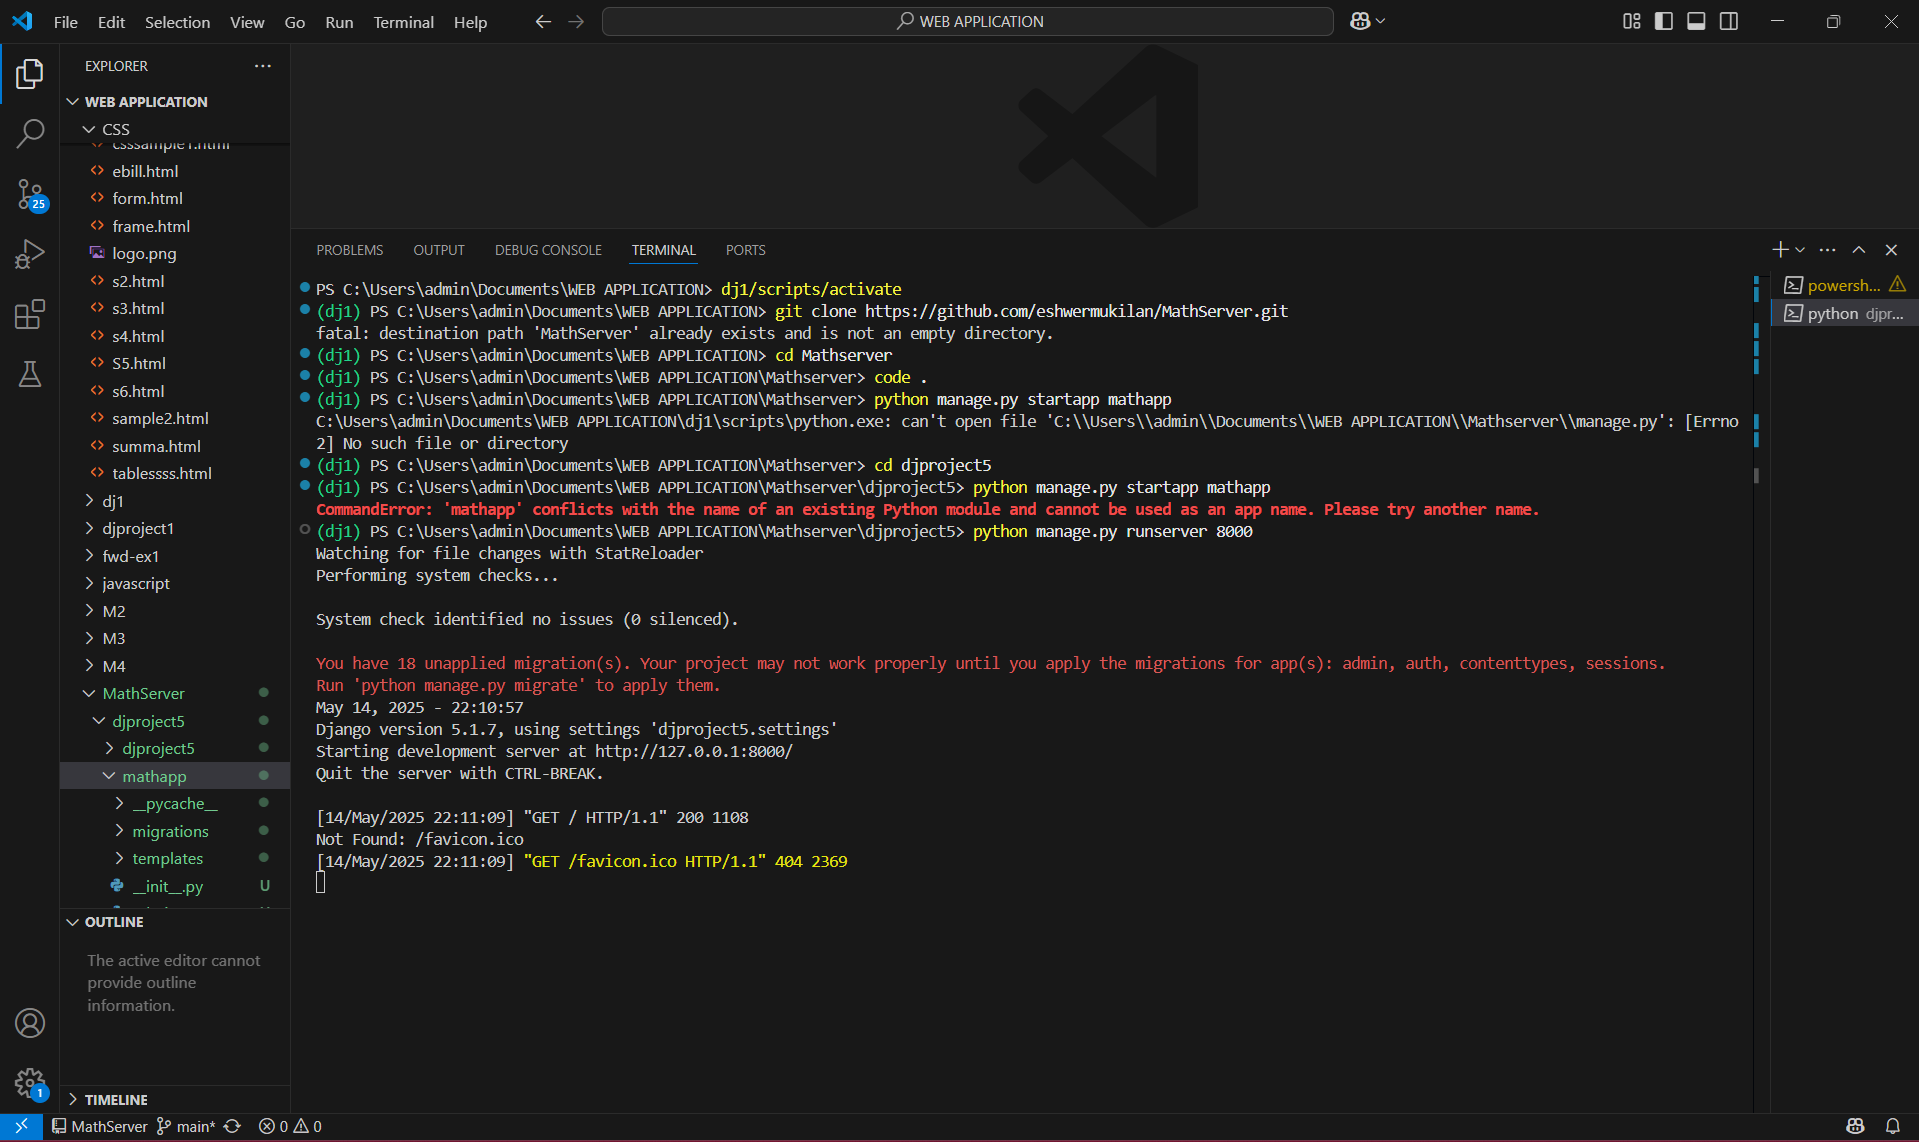 File Edit Selection View Go Run Terminal Help
WEB APPLICATION
EXPLORER
WEB APPLICATION
CSS
csssample1.html
ebill.html
form.html
frame.html
logo.png
s2.html
s3.html
s4.html
S5.html
s6.html
sample2.html
summa.html
tablessss.html
dj1
djproject1
fwd-ex1
javascript
M2
M3
M4
MathServer
djproject5
djproject5
mathapp
__pycache__
migrations
templates
__init__.py U
OUTLINE
The active editor cannot
provide outline
information.
TIMELINE
25
1
PROBLEMS OUTPUT DEBUG CONSOLE TERMINAL PORTS
PS C:\Users\admin\Documents\WEB APPLICATION> dj1/scripts/activate
(dj1) PS C:\Users\admin\Documents\WEB APPLICATION> git clone https://github.com/eshwermukilan/MathServer.git
fatal: destination path 'MathServer' already exists and is not an empty directory.
(dj1) PS C:\Users\admin\Documents\WEB APPLICATION> cd Mathserver
(dj1) PS C:\Users\admin\Documents\WEB APPLICATION\Mathserver> code .
(dj1) PS C:\Users\admin\Documents\WEB APPLICATION\Mathserver> python manage.py startapp mathapp
C:\Users\admin\Documents\WEB APPLICATION\dj1\scripts\python.exe: can't open file 'C:\\Users\\admin\\Documents\\WEB APPLICATION\\Mathserver\\manage.py': [Errno
2] No such file or directory
(dj1) PS C:\Users\admin\Documents\WEB APPLICATION\Mathserver> cd djproject5
(dj1) PS C:\Users\admin\Documents\WEB APPLICATION\Mathserver\djproject5> python manage.py startapp mathapp
CommandError: 'mathapp' conflicts with the name of an existing Python module and cannot be used as an app name. Please try another name.
(dj1) PS C:\Users\admin\Documents\WEB APPLICATION\Mathserver\djproject5> python manage.py runserver 8000
Watching for file changes with StatReloader
Performing system checks...
System check identified no issues (0 silenced).
You have 18 unapplied migration(s). Your project may not work properly until you apply the migrations for app(s): admin, auth, contenttypes, sessions.
Run 'python manage.py migrate' to apply them.
May 14, 2025 - 22:10:57
Django version 5.1.7, using settings 'djproject5.settings'
Starting development server at http://127.0.0.1:8000/
Quit the server with CTRL-BREAK.
[14/May/2025 22:11:09] "GET / HTTP/1.1" 200 1108
Not Found: /favicon.ico
[14/May/2025 22:11:09] "GET /favicon.ico HTTP/1.1" 404 2369
powersh...
python djpr...
MathServer main* 0 0